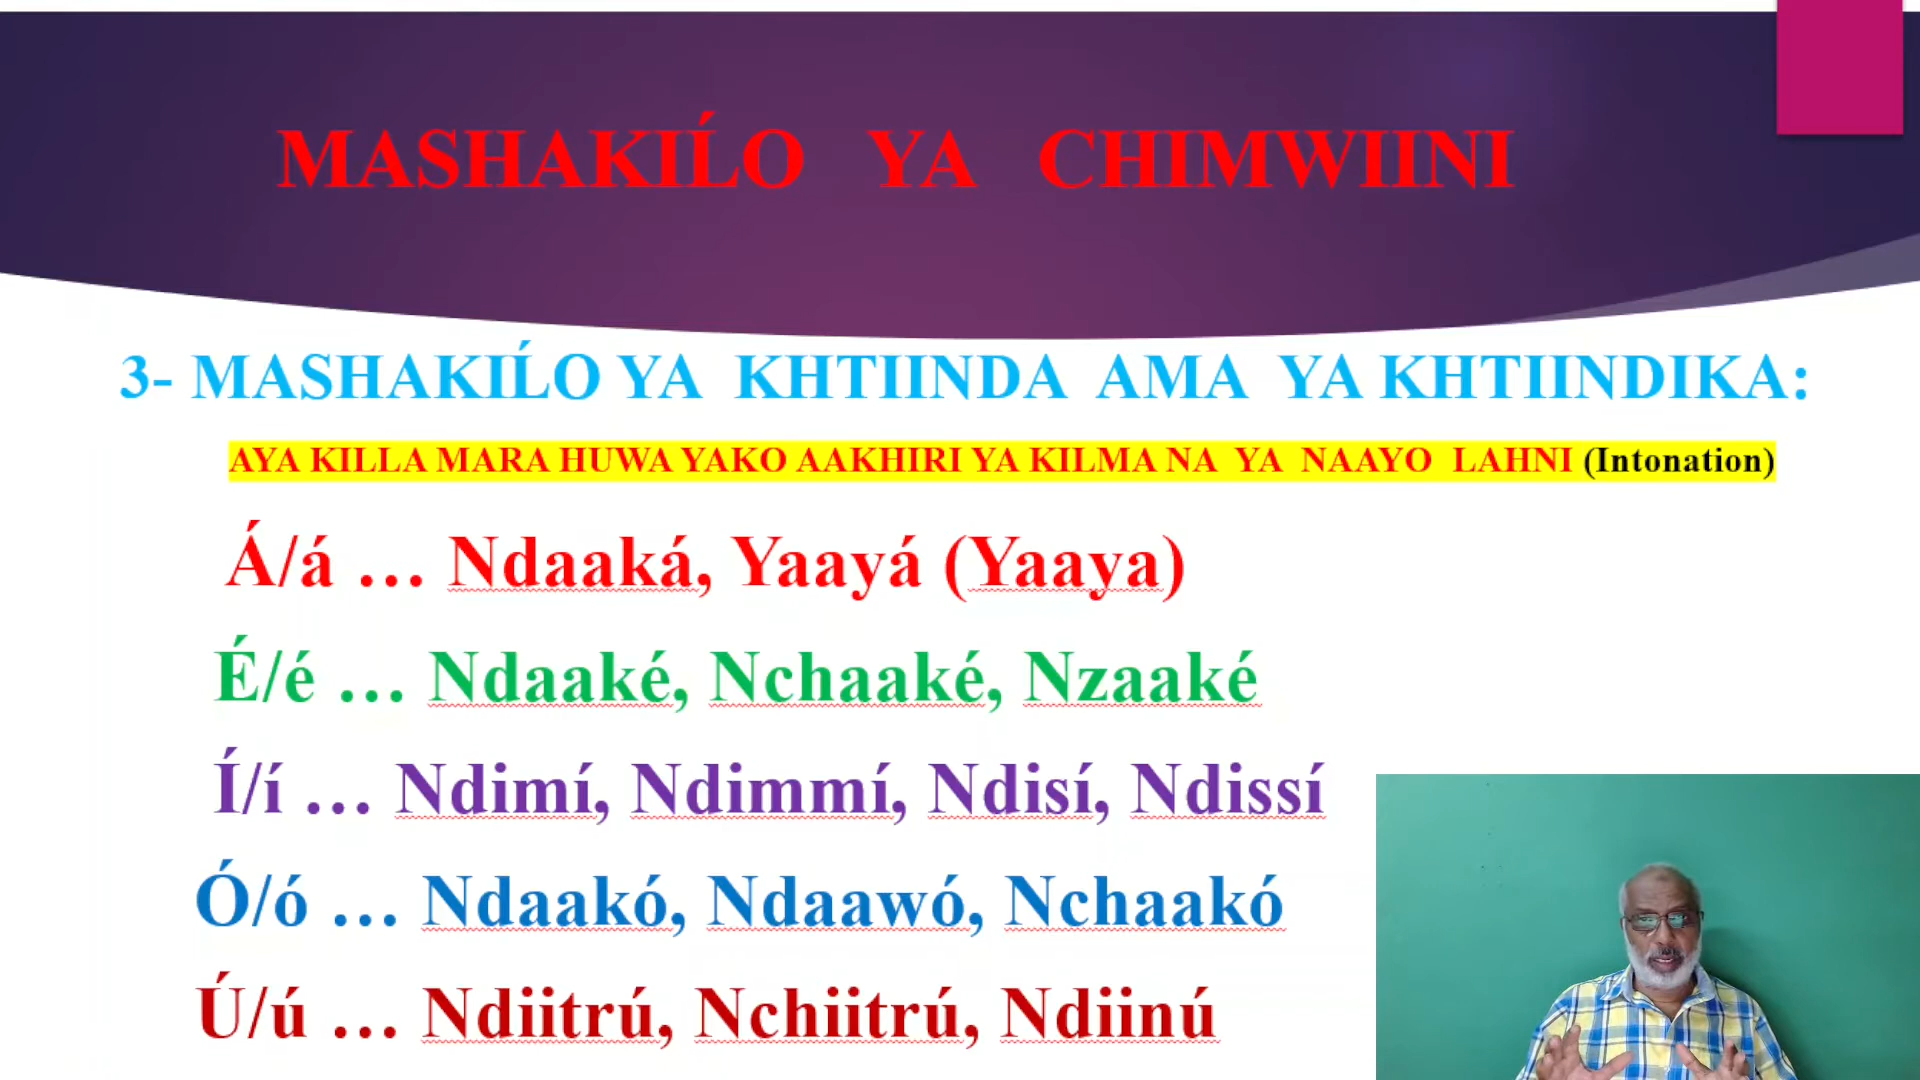 MASHAKIĹO YA CHIMWIINI
3- MASHAKIĹO YA KHTIINDA AMA YA KHTIINDIKA:
AYA KILLA MARA HUWA YAKO AAKHIRI YA KILMA NA YA NAAYO LAHNI (Intonation)
Á/á … Ndaaká, Yaayá (Yaaya)
É/é … Ndaaké, Nchaaké, Nzaaké
Í/í … Ndimí, Ndimmí, Ndisí, Ndissí
Ó/ó … Ndaakó, Ndaawó, Nchaakó
Ú/ú … Ndiitrú, Nchiitrú, Ndiinú